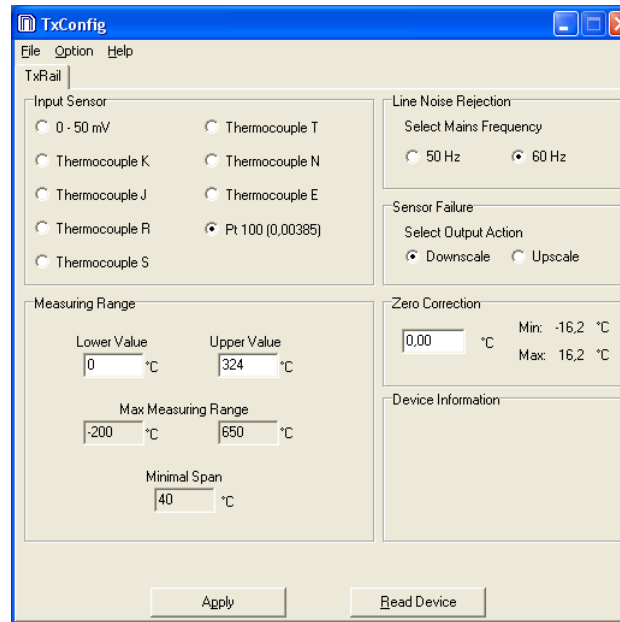 TxConfig
File Option Help
TxRail
Input Sensor
0 - 50 mV
Thermocouple T
Thermocouple K
Thermocouple N
Thermocouple J
Thermocouple E
Thermocouple R
Pt 100 (0,00385)
Thermocouple S
Line Noise Rejection
Select Mains Frequency
50 Hz
60 Hz
Sensor Failure
Select Output Action
Downscale
Upscale
Measuring Range
Lower Value
Upper Value
0 °C
324 °C
Max Measuring Range
-200 °C
650 °C
Minimal Span
40 °C
Zero Correction
0,00 °C
Min: -16,2 °C
Max: 16,2 °C
Device Information
Apply
Read Device